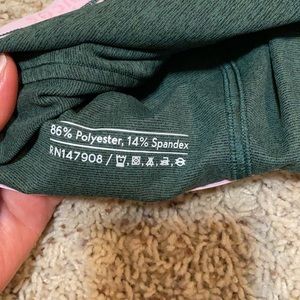 86% Polyester, 14% Spandex
RN147908 /